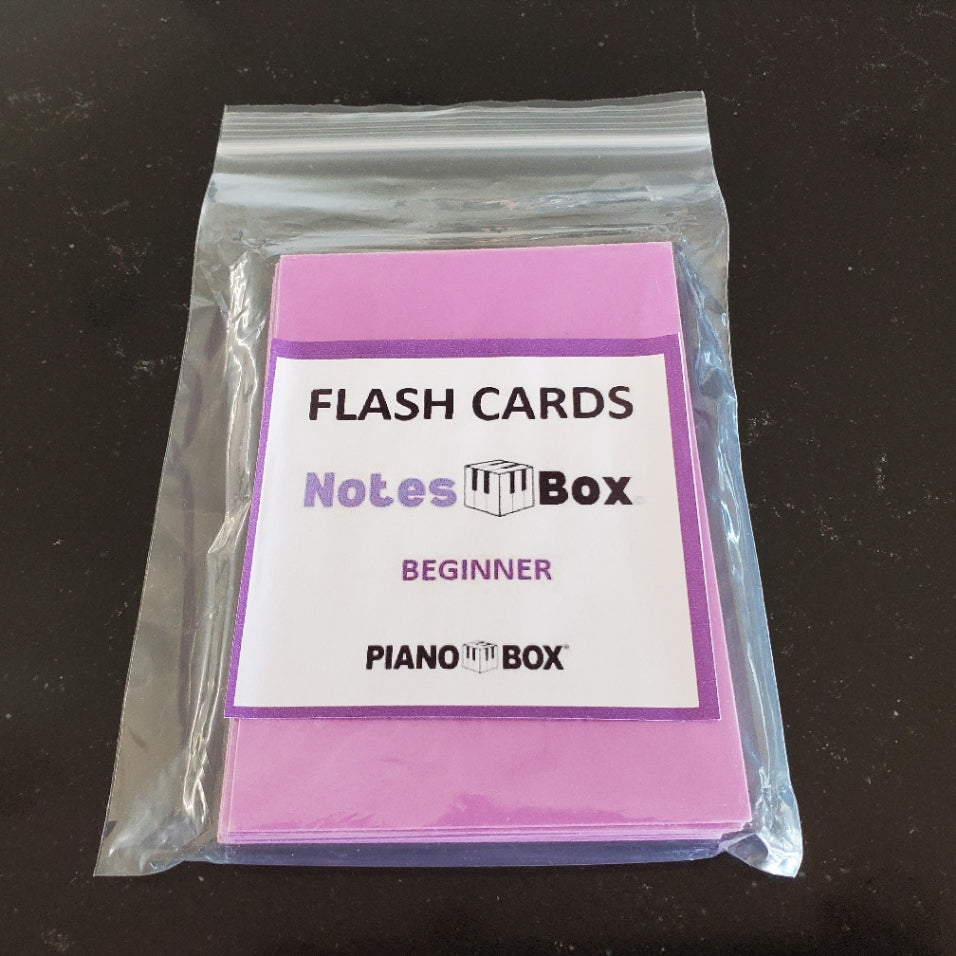 FLASH CARDS
Notes Box
BEGINNER
PIANO BOX®